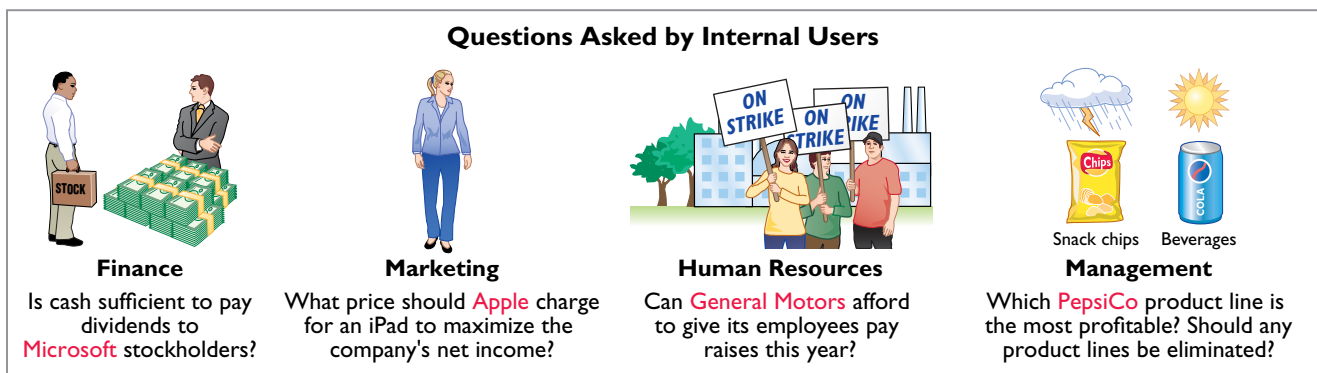 Questions Asked by Internal Users
STOCK
ON
STRIKE
ON
STRIKE
ON
RIKE
Chips
COLA
Snack chips
Beverages
Finance
Is cash sufficient to pay
dividends to
Microsoft stockholders?
Marketing
What price should Apple charge
for an iPad to maximize the
company's net income?
Human Resources
Can General Motors afford
to give its employees pay
raises this year?
Management
Which PepsiCo product line is
the most profitable? Should any
product lines be eliminated?